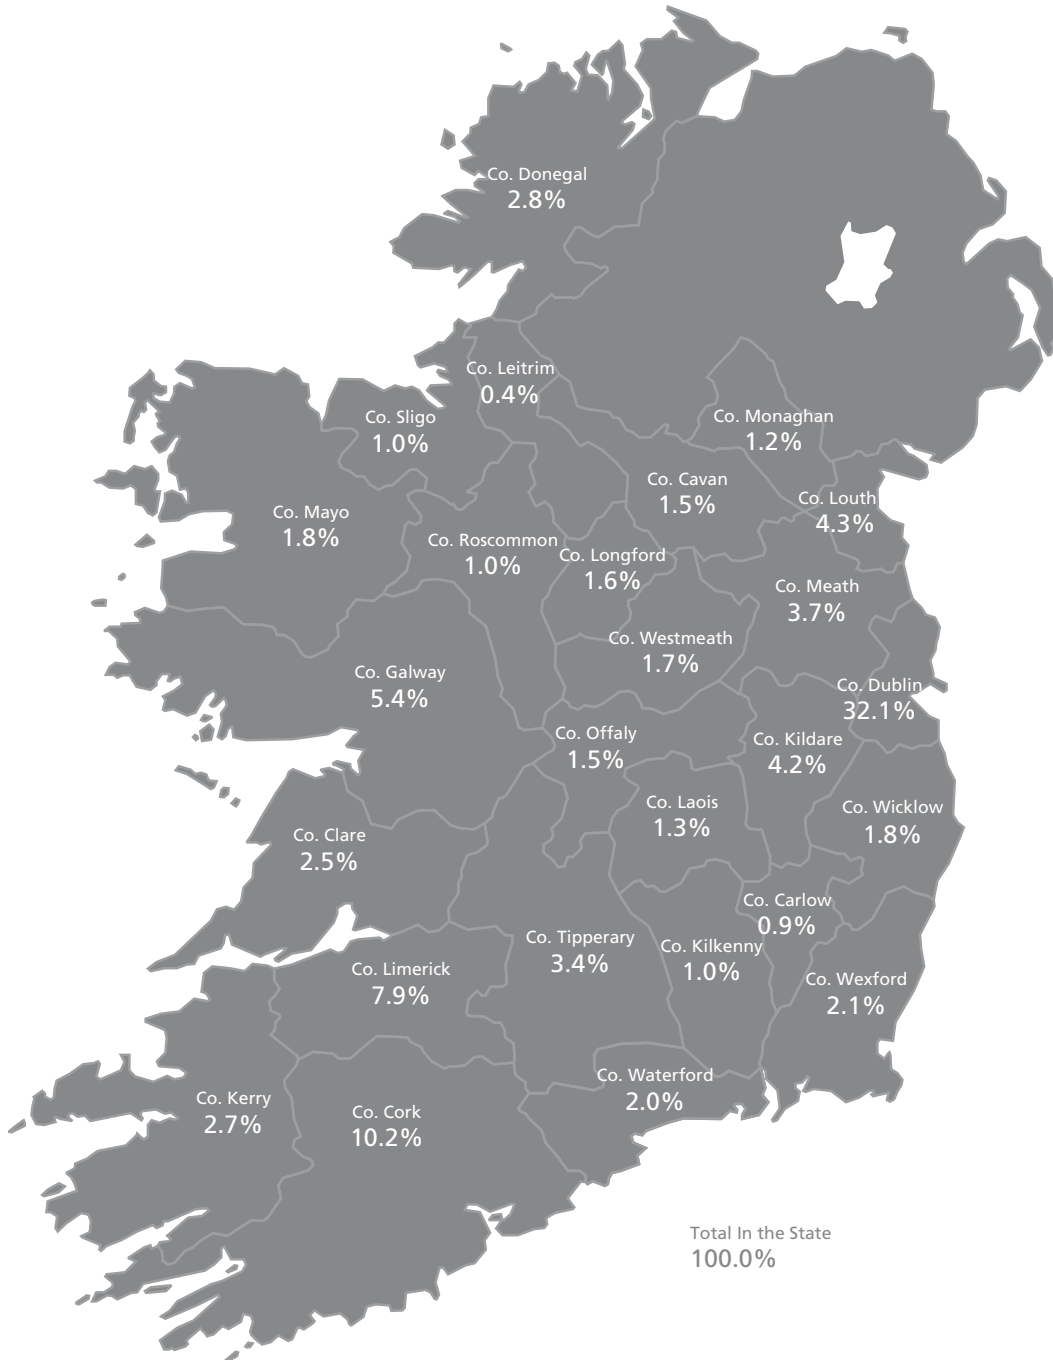 Co. Donegal
2.8%
Co. Leitrim
0.4%
Co. Sligo
1.0%
Co. Monaghan
1.2%
Co. Cavan
1.5%
Co. Louth
4.3%
Co. Mayo
1.8%
Co. Roscommon
1.0%
Co. Longford
1.6%
Co. Meath
3.7%
Co. Westmeath
1.7%
Co. Galway
5.4%
Co. Dublin
32.1%
Co. Offaly
1.5%
Co. Kildare
4.2%
Co. Laois
1.3%
Co. Wicklow
1.8%
Co. Clare
2.5%
Co. Carlow
0.9%
Co. Tipperary
3.4%
Co. Kilkenny
1.0%
Co. Limerick
7.9%
Co. Wexford
2.1%
Co. Waterford
2.0%
Co. Kerry
2.7%
Co. Cork
10.2%
Total In the State
100.0%